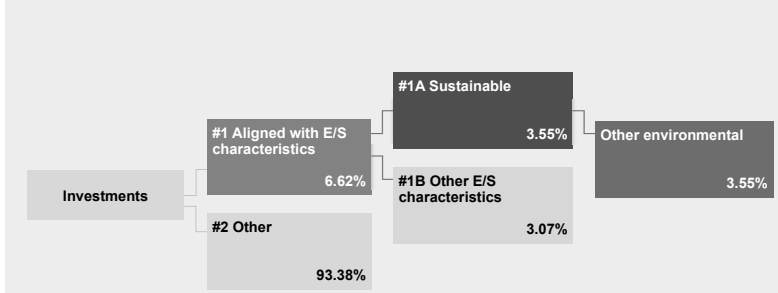 Investments
#1 Aligned with E/S
characteristics
6.62%
#2 Other
93.38%
#1A Sustainable
3.55%
#1B Other E/S
characteristics
3.07%
Other environmental
3.55%